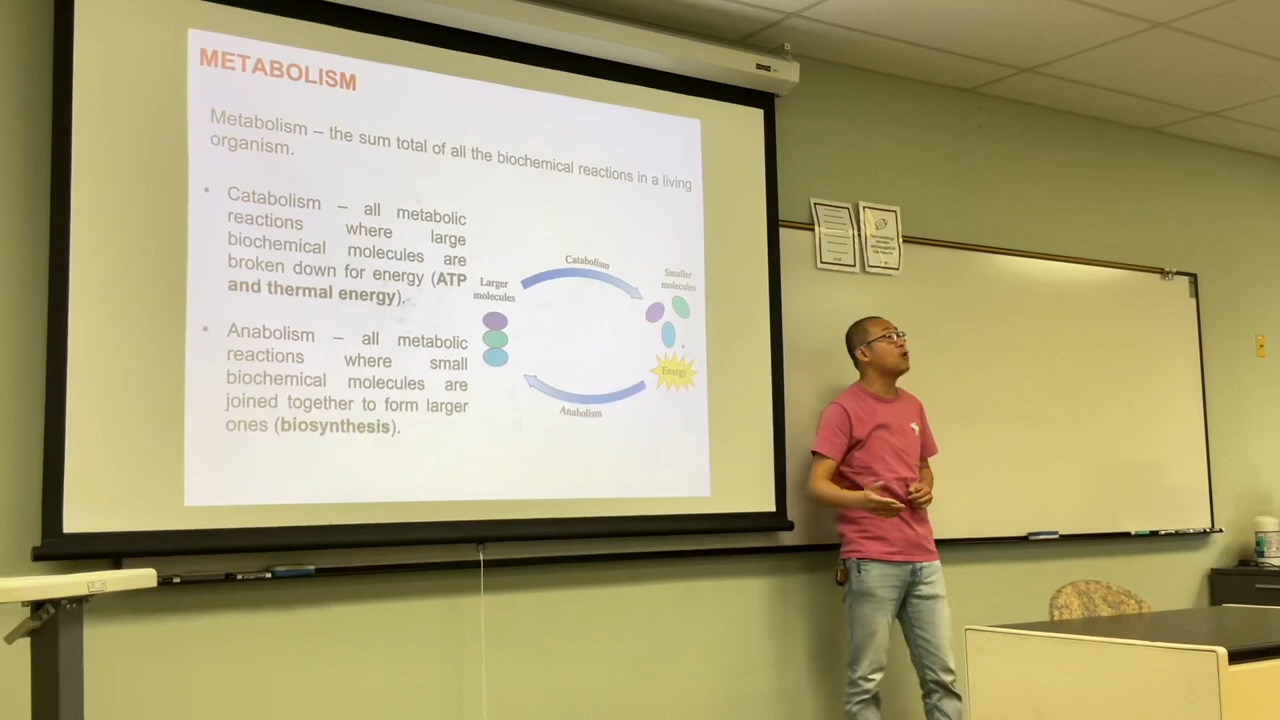 METABOLISM
Metabolism – the sum total of all the biochemical reactions in a living
organism.
• Catabolism – all metabolic
reactions where large
biochemical molecules are
broken down for energy (ATP
and thermal energy).
• Anabolism – all metabolic
reactions where small
biochemical molecules are
joined together to form larger
ones (biosynthesis).
Catabolism
Larger
molecules
Smaller
molecules
Energy
Anabolism